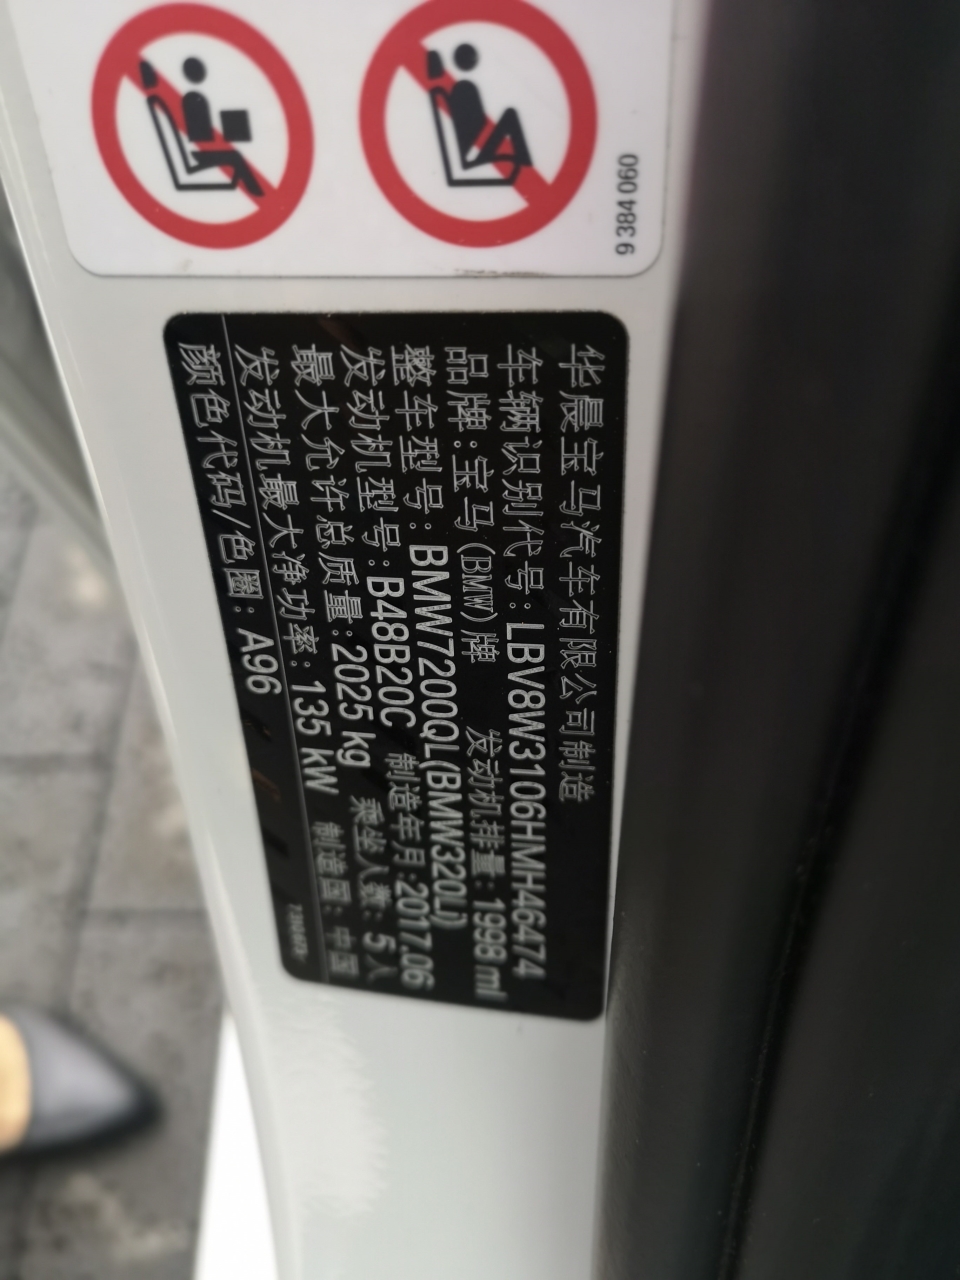 9 384 060
华晨宝马汽车有限公司制造
车辆识别代号：LBV8W3106HMH46474
品牌：宝马(BMW)牌 发动机排量：1998 ml
整车型号：BMW7200QL(BMW320Li)
发动机型号：B48B20C 制造年月：2017.06
最大允许总质量：2025 kg 乘坐人数：5人
发动机最大净功率：135 kW 制造国：中国
颜色代码/色圈：A96